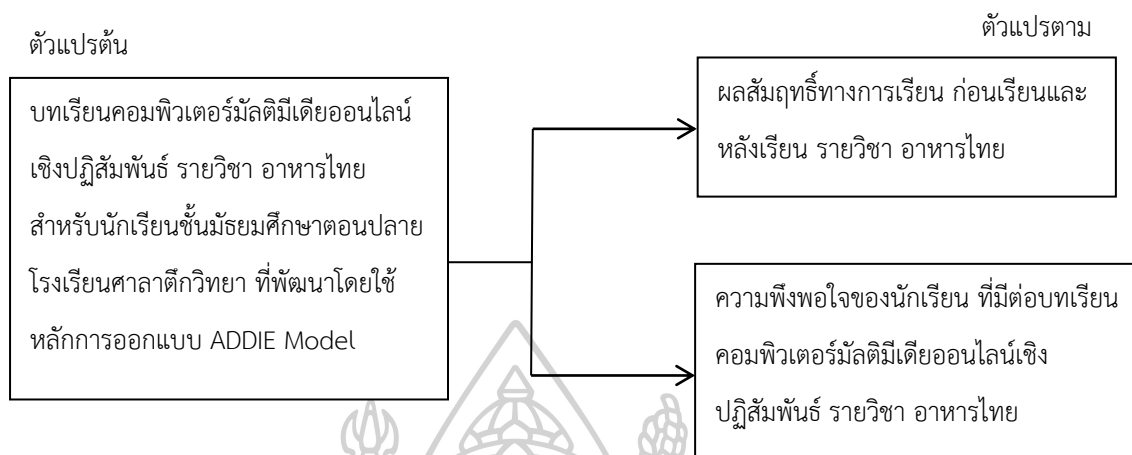 ตัวแปรต้น
บทเรียนคอมพิวเตอร์มัลติมีเดียออนไลน์
เชิงปฏิสัมพันธ์ รายวิชา อาหารไทย
สำหรับนักเรียนชั้นมัธยมศึกษาตอนปลาย
โรงเรียนศาลาตึกวิทยา ที่พัฒนาโดยใช้
หลักการออกแบบ ADDIE Model
ตัวแปรตาม
ผลสัมฤทธิ์ทางการเรียน ก่อนเรียนและ
หลังเรียน รายวิชา อาหารไทย
ความพึงพอใจของนักเรียน ที่มีต่อบทเรียน
คอมพิวเตอร์มัลติมีเดียออนไลน์เชิง
ปฏิสัมพันธ์ รายวิชา อาหารไทย